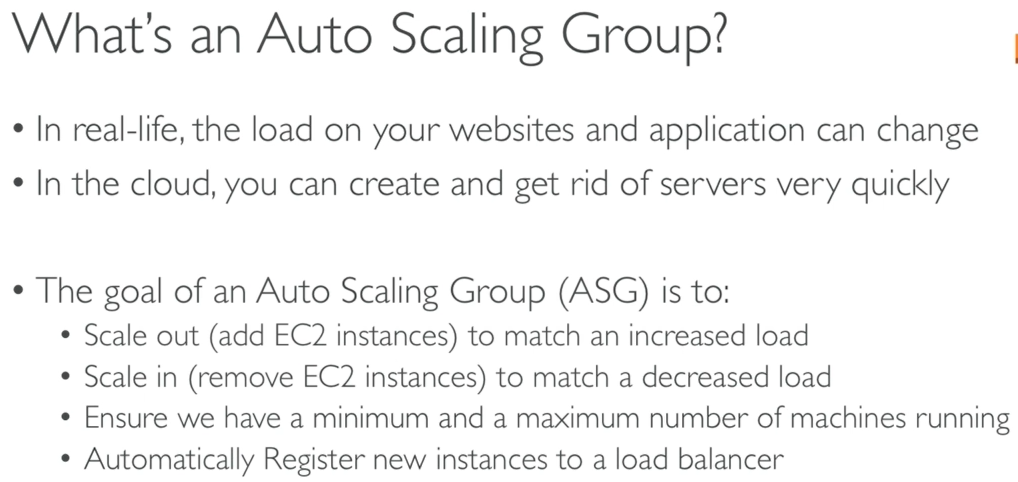 What's an Auto Scaling Group?
• In real-life, the load on your websites and application can change
• In the cloud, you can create and get rid of servers very quickly
• The goal of an Auto Scaling Group (ASG) is to:
• Scale out (add EC2 instances) to match an increased load
• Scale in (remove EC2 instances) to match a decreased load
• Ensure we have a minimum and a maximum number of machines running
• Automatically Register new instances to a load balancer